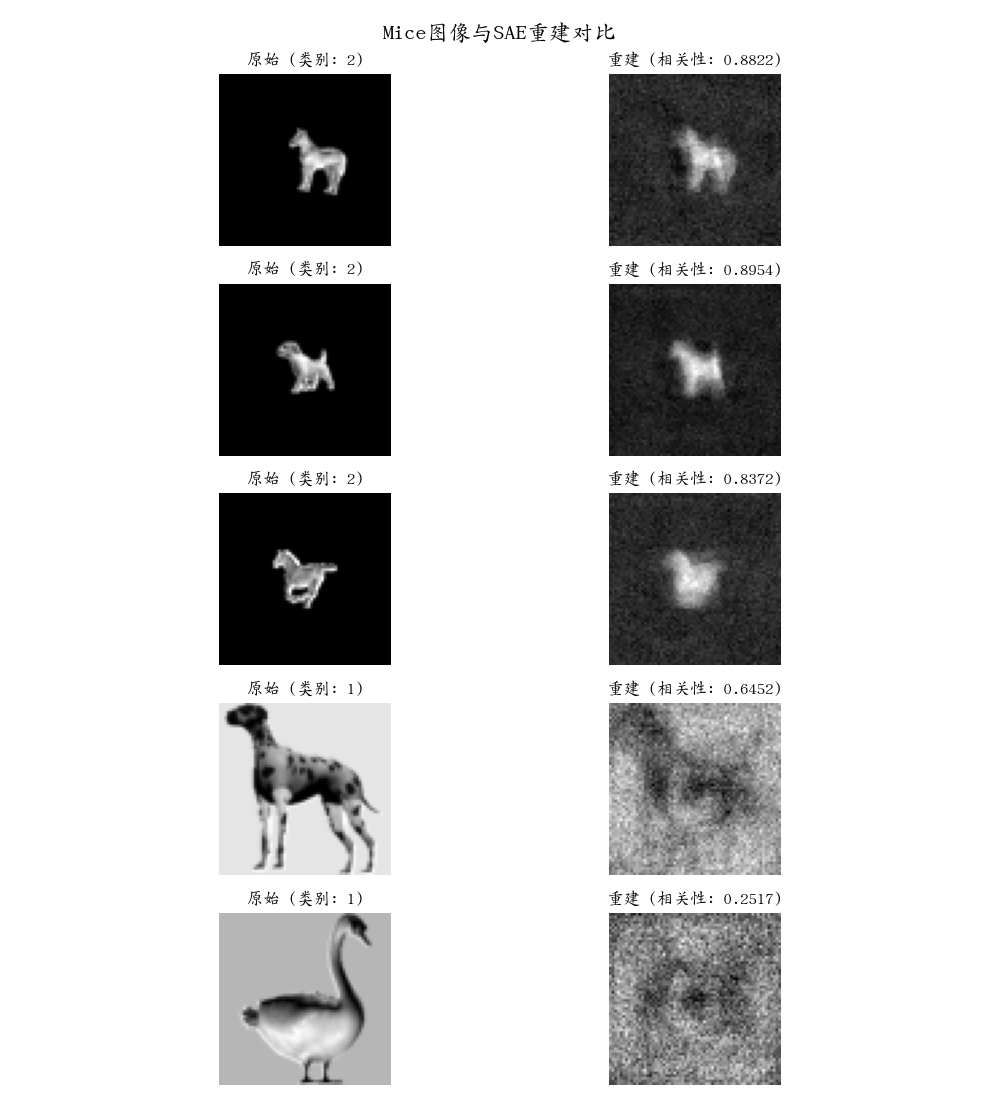 Mice图像与SAE重建对比
原始 (类别: 2)
重建 (相关性: 0.8822)
原始 (类别: 2)
重建 (相关性: 0.8954)
原始 (类别: 2)
重建 (相关性: 0.8372)
原始 (类别: 1)
重建 (相关性: 0.6452)
原始 (类别: 1)
重建 (相关性: 0.2517)